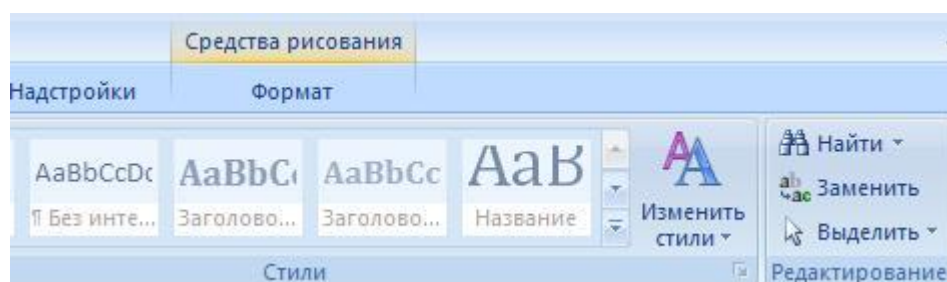 Средства рисования
Надстройки Формат
AaBbCcDc AaBbC AaBbCc AaB
¶ Без инте... Заголово... Заголово... Название
Изменить стили
Найти
Заменить
Выделить
Стили
Редактирование